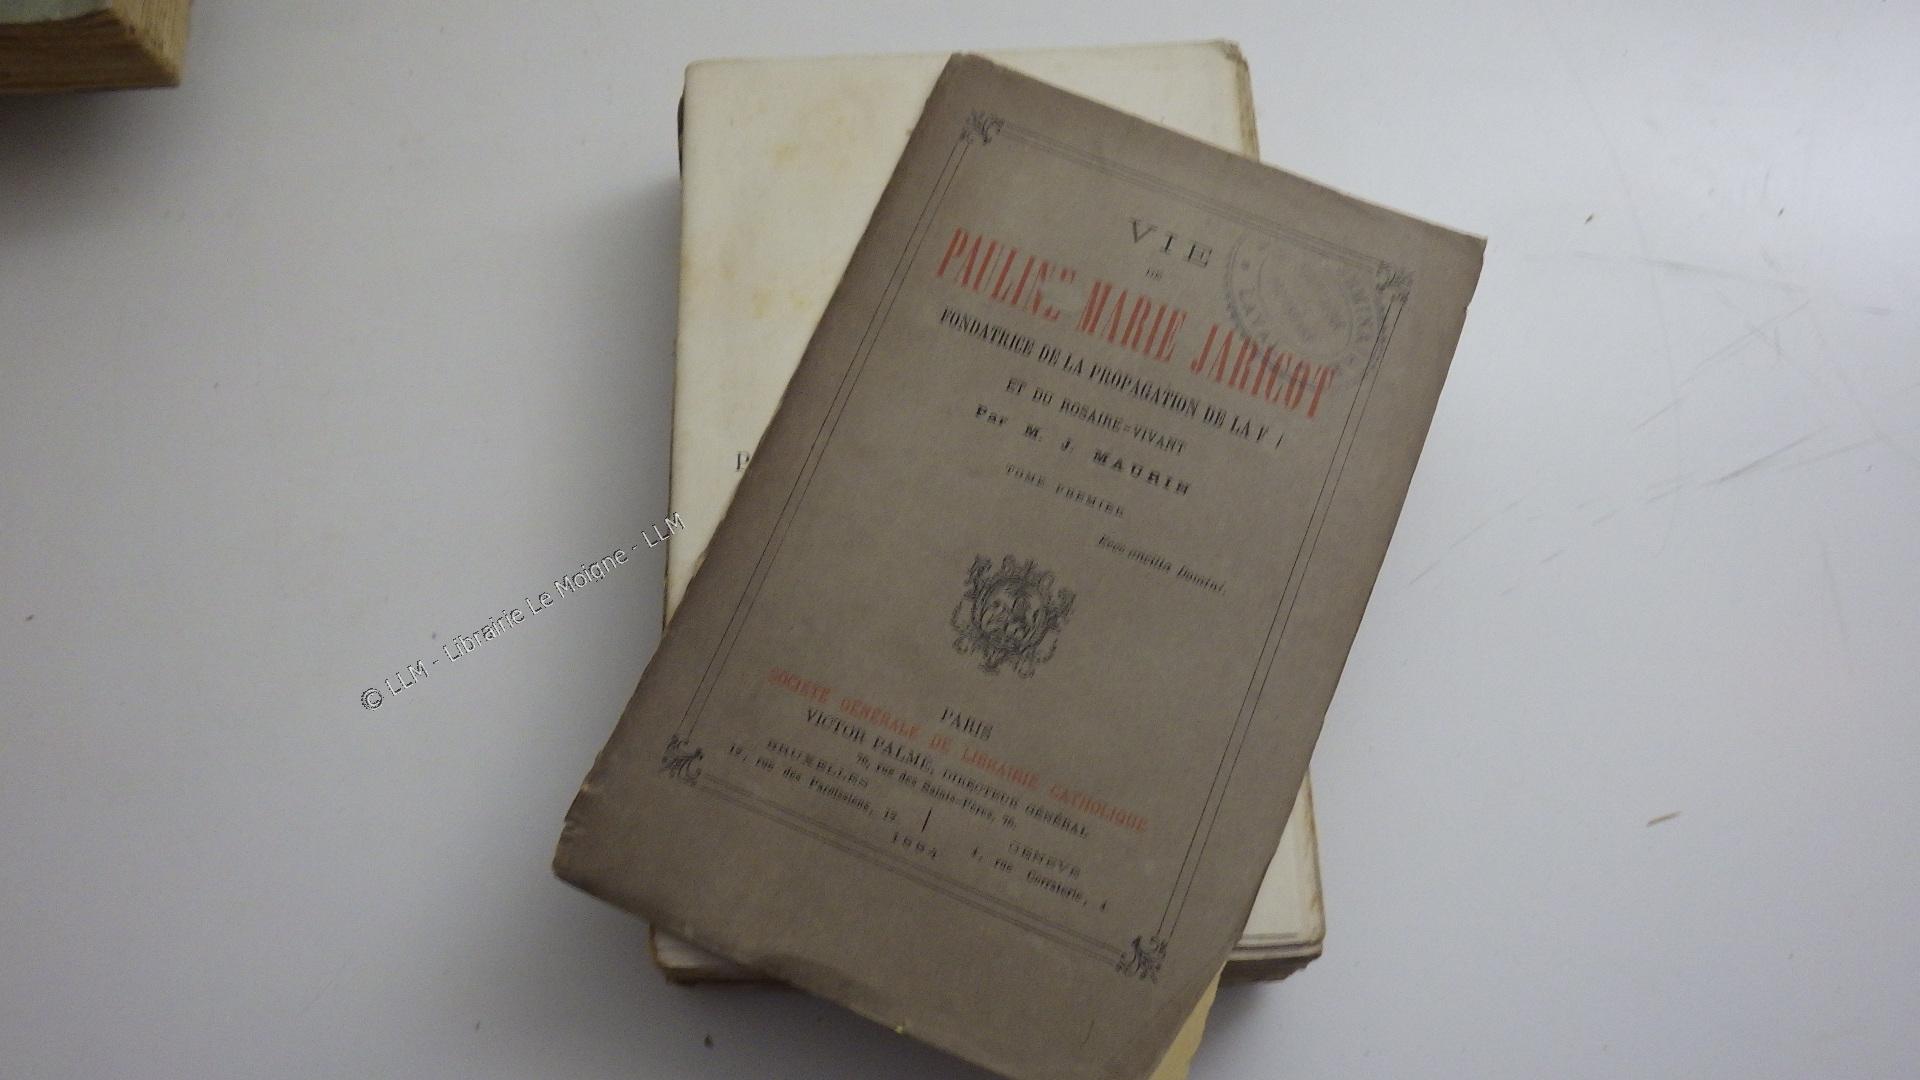 VIE
DE
PAULINE MARIE JARICOT
FONDATRICE DE LA PROPAGATION DE LA F
ET DU ROSAIRE=VIVANT
Par M. J. MAURIN
TOME PREMIER
Ecce ancilla Domini.
PARIS
SOCIÉTÉ GÉNÉRALE DE LIBRAIRIE CATHOLIQUE
VICTOR PALMÉ, DIRECTEUR GÉNÉRAL
76, rue des Saints-Pères, 76.
BRUXELLES
12, rue des Paroissiens, 12
GENÈVE
4, rue Corraterie, 4
1884
P
© LLM - Librairie Le Moigne - LLM